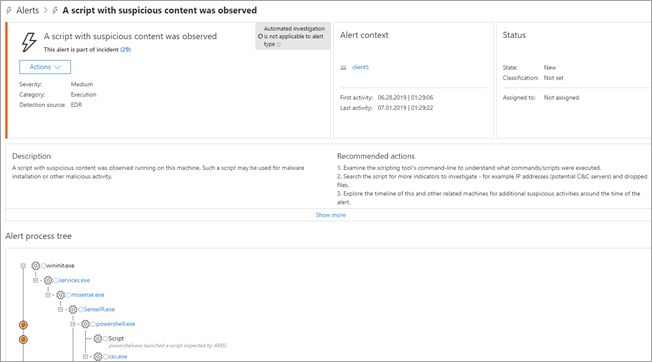 Alerts > A script with suspicious content was observed
A script with suspicious content was observed
This alert is part of incident (29)
Automated investigation
is not applicable to alert
type
Actions
Severity: Medium
Category: Execution
Detection source: EDR
Alert context
client5
First activity: 06.28.2019 | 01:29:06
Last activity: 07.01.2019 | 01:29:22
Status
State: New
Classification: Not set
Assigned to: Not assigned
Description
A script with suspicious content was observed running on this machine. Such a script may be used for malware
installation or other malicious activity.
Recommended actions
1. Examine the scripting tool's command-line to understand what commands/scripts were executed.
2. Search the script for more indicators to investigate - for example IP addresses (potential C&C servers) and dropped
files.
3. Explore the timeline of this and other related machines for additional suspicious activities around the time of the
alert.
Show more
Alert process tree
wininit.exe
services.exe
mssense.exe
SenseIR.exe
powershell.exe
Script
powershell.exe launched a script inspected by AMSI
csc.exe